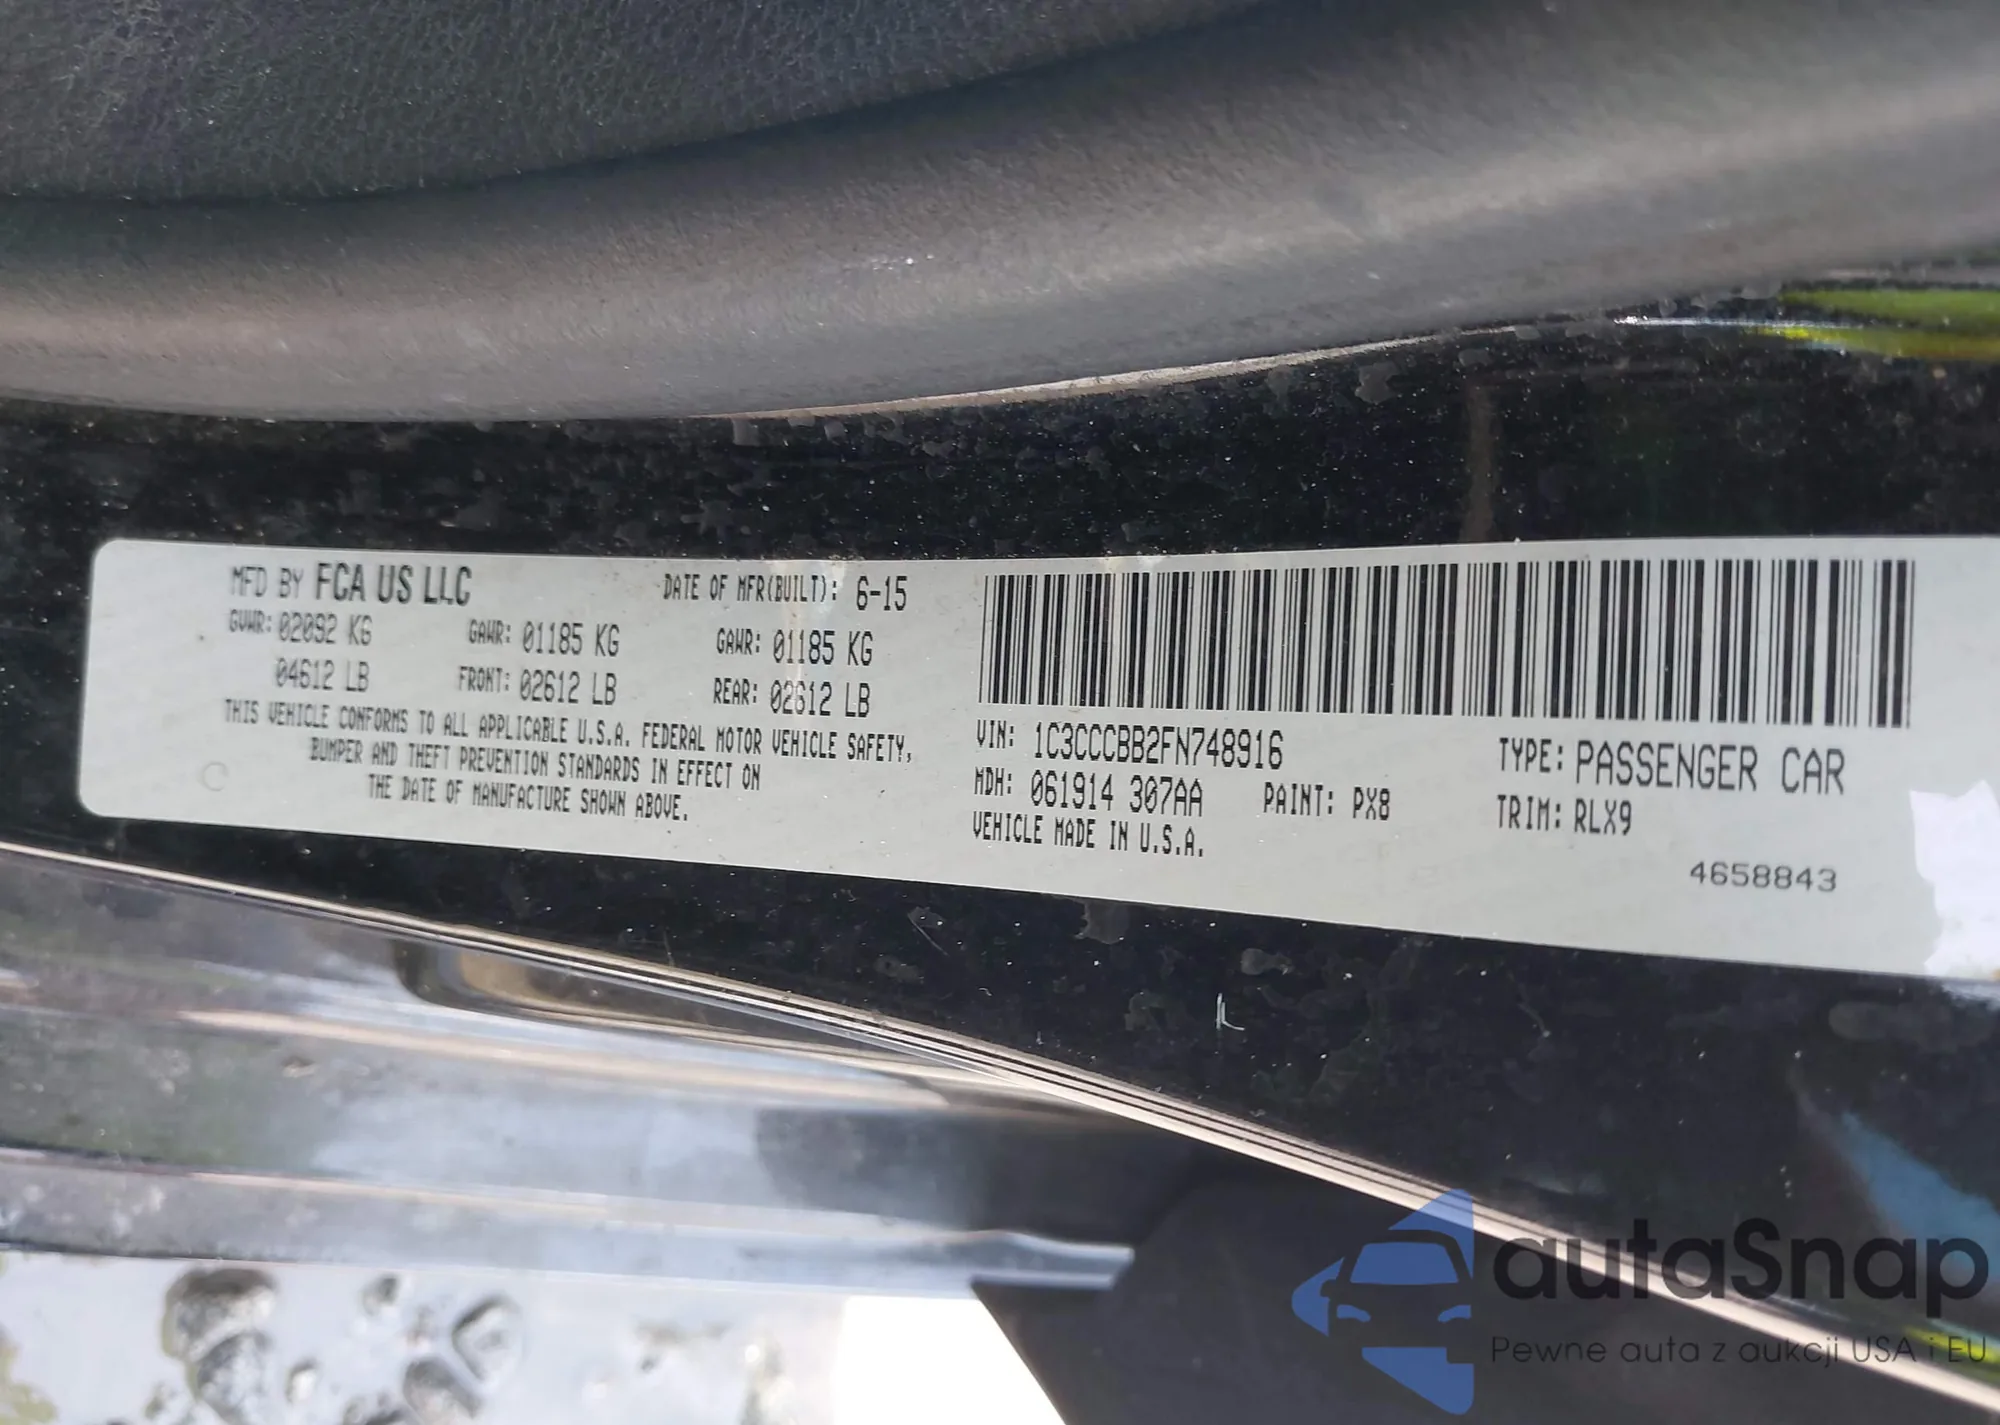 MFD BY FCA US LLC DATE OF MFR(BUILT): 6-15
GVWR: 02092 KG GAWR: 01185 KG GAWR: 01185 KG
04612 LB FRONT: 02612 LB REAR: 02612 LB
THIS VEHICLE CONFORMS TO ALL APPLICABLE U.S.A. FEDERAL MOTOR VEHICLE SAFETY,
BUMPER AND THEFT PREVENTION STANDARDS IN EFFECT ON
THE DATE OF MANUFACTURE SHOWN ABOVE.
VIN: 1C3CCCBB2FN748916 TYPE: PASSENGER CAR
MDH: 061914 307AA PAINT: PX8 TRIM: RLX9
VEHICLE MADE IN U.S.A.
4658843
autaSnap
Pewne auta z aukcji USA i EU